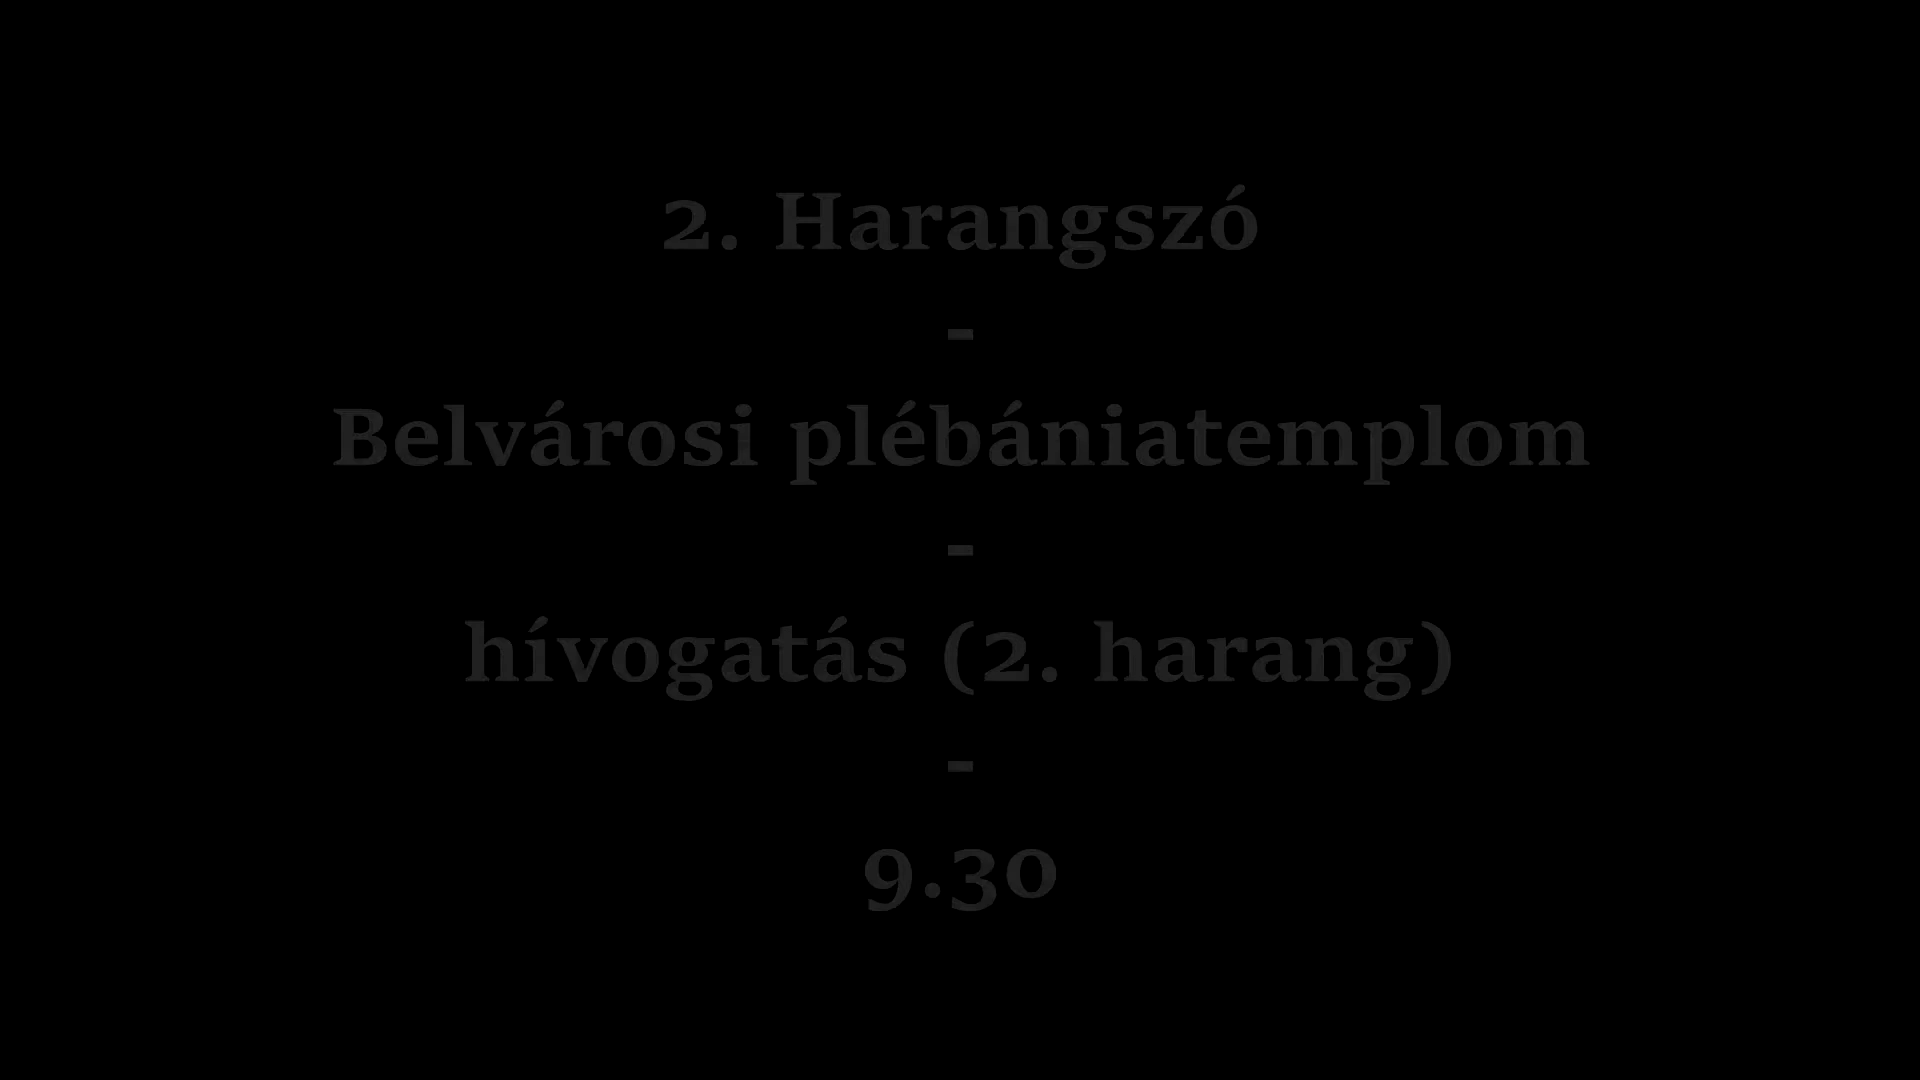 2. Harangszó
-
Belvárosi plébániatemplom
-
hívogatás (2. harang)
-
9.30